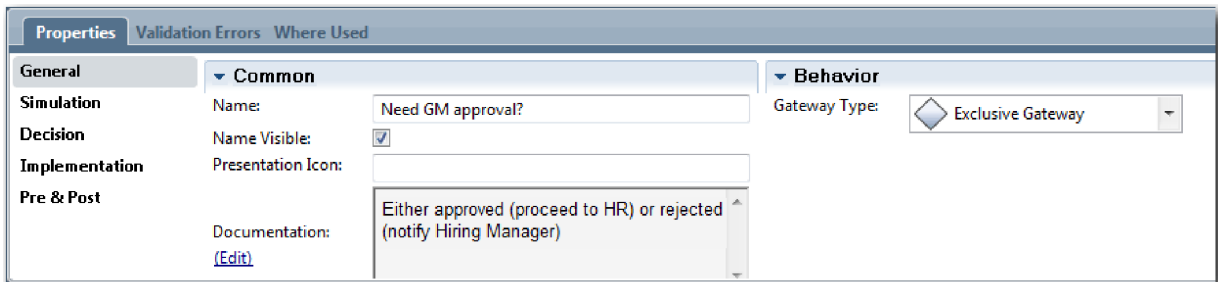 Properties Validation Errors Where Used
General
Simulation
Decision
Implementation
Pre & Post
Common
Name: Need GM approval?
Name Visible:
Presentation Icon:
Documentation:
(Edit)
Either approved (proceed to HR) or rejected
(notify Hiring Manager)
Behavior
Gateway Type: Exclusive Gateway